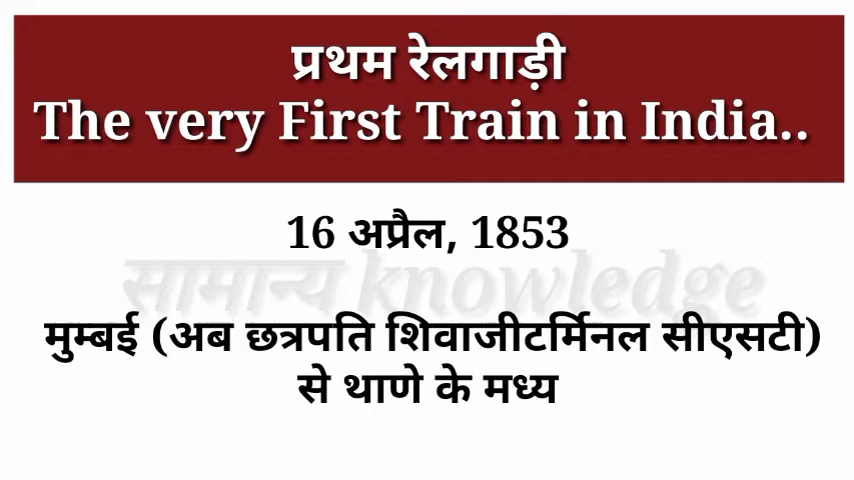 प्रथम रेलगाड़ी
The very First Train in India..
16 अप्रैल, 1853
सामान्य knowledge
मुम्बई (अब छत्रपति शिवाजीटर्मिनल सीएसटी)
से थाणे के मध्य